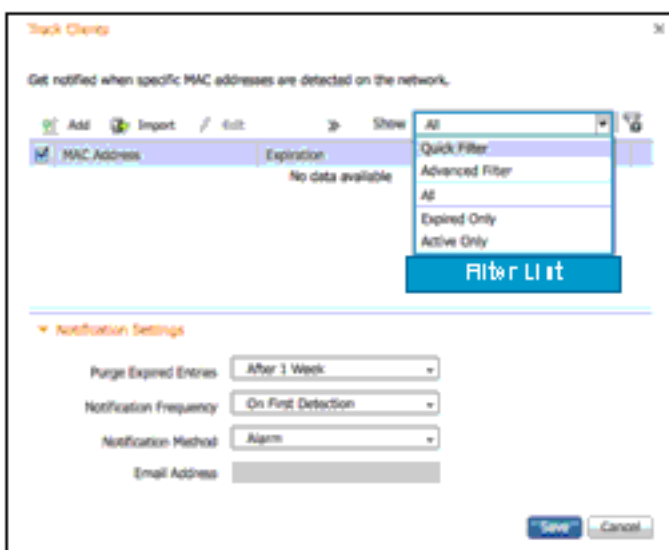 Track Clients
Get notified when specific MAC addresses are detected on the network.
Add Import Edit Show All
MAC Address Expiration
No data available
Quick Filter
Advanced Filter
All
Expired Only
Active Only
Filter List
Notification Settings
Purge Expired Entries After 1 Week
Notification Frequency On First Detection
Notification Method Alarm
Email Address
Save Cancel